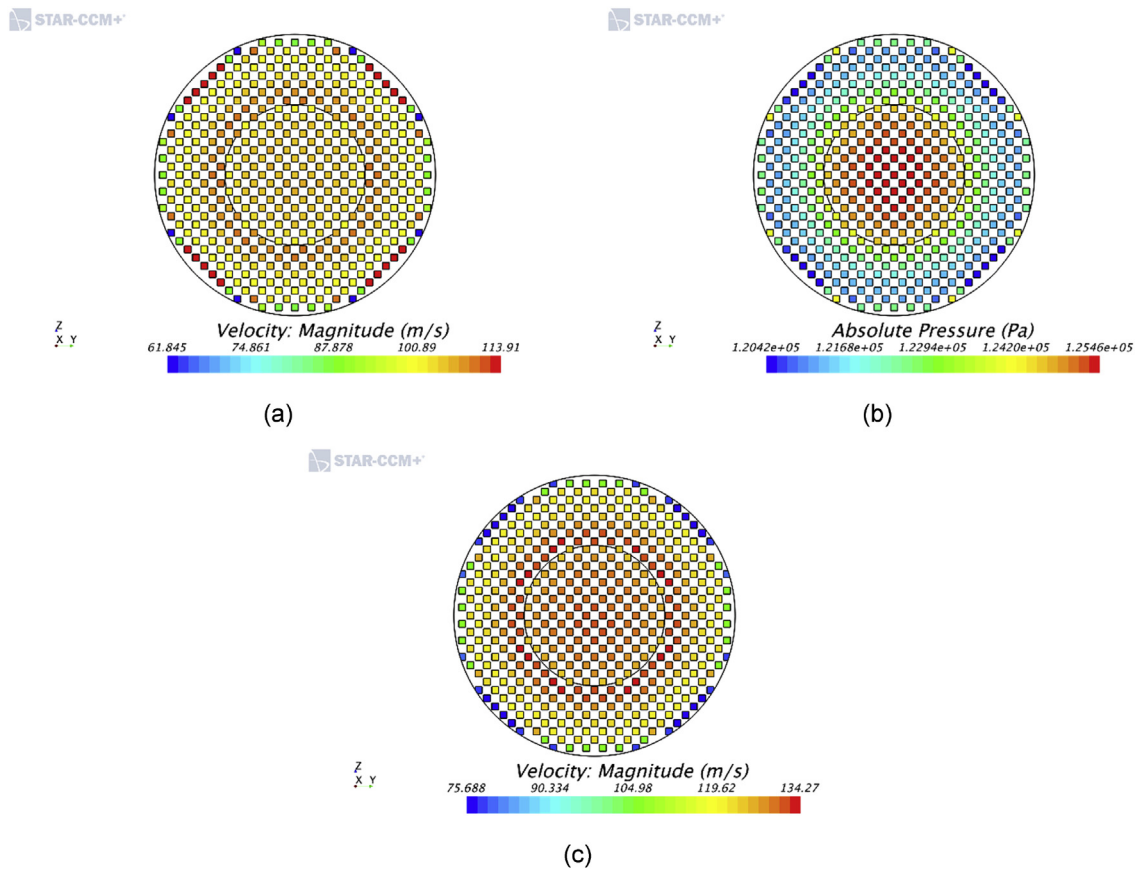 STAR-CCM+
STAR-CCM+
Z
X Y
Velocity: Magnitude (m/s)
61.845 74.861 87.878 100.89 113.91
Z
X Y
Absolute Pressure (Pa)
1.2042e+05 1.2168e+05 1.2294e+05 1.2420e+05 1.2546e+05
(a)
(b)
STAR-CCM+
Z
X Y
Velocity: Magnitude (m/s)
75.688 90.334 104.98 119.62 134.27
(c)